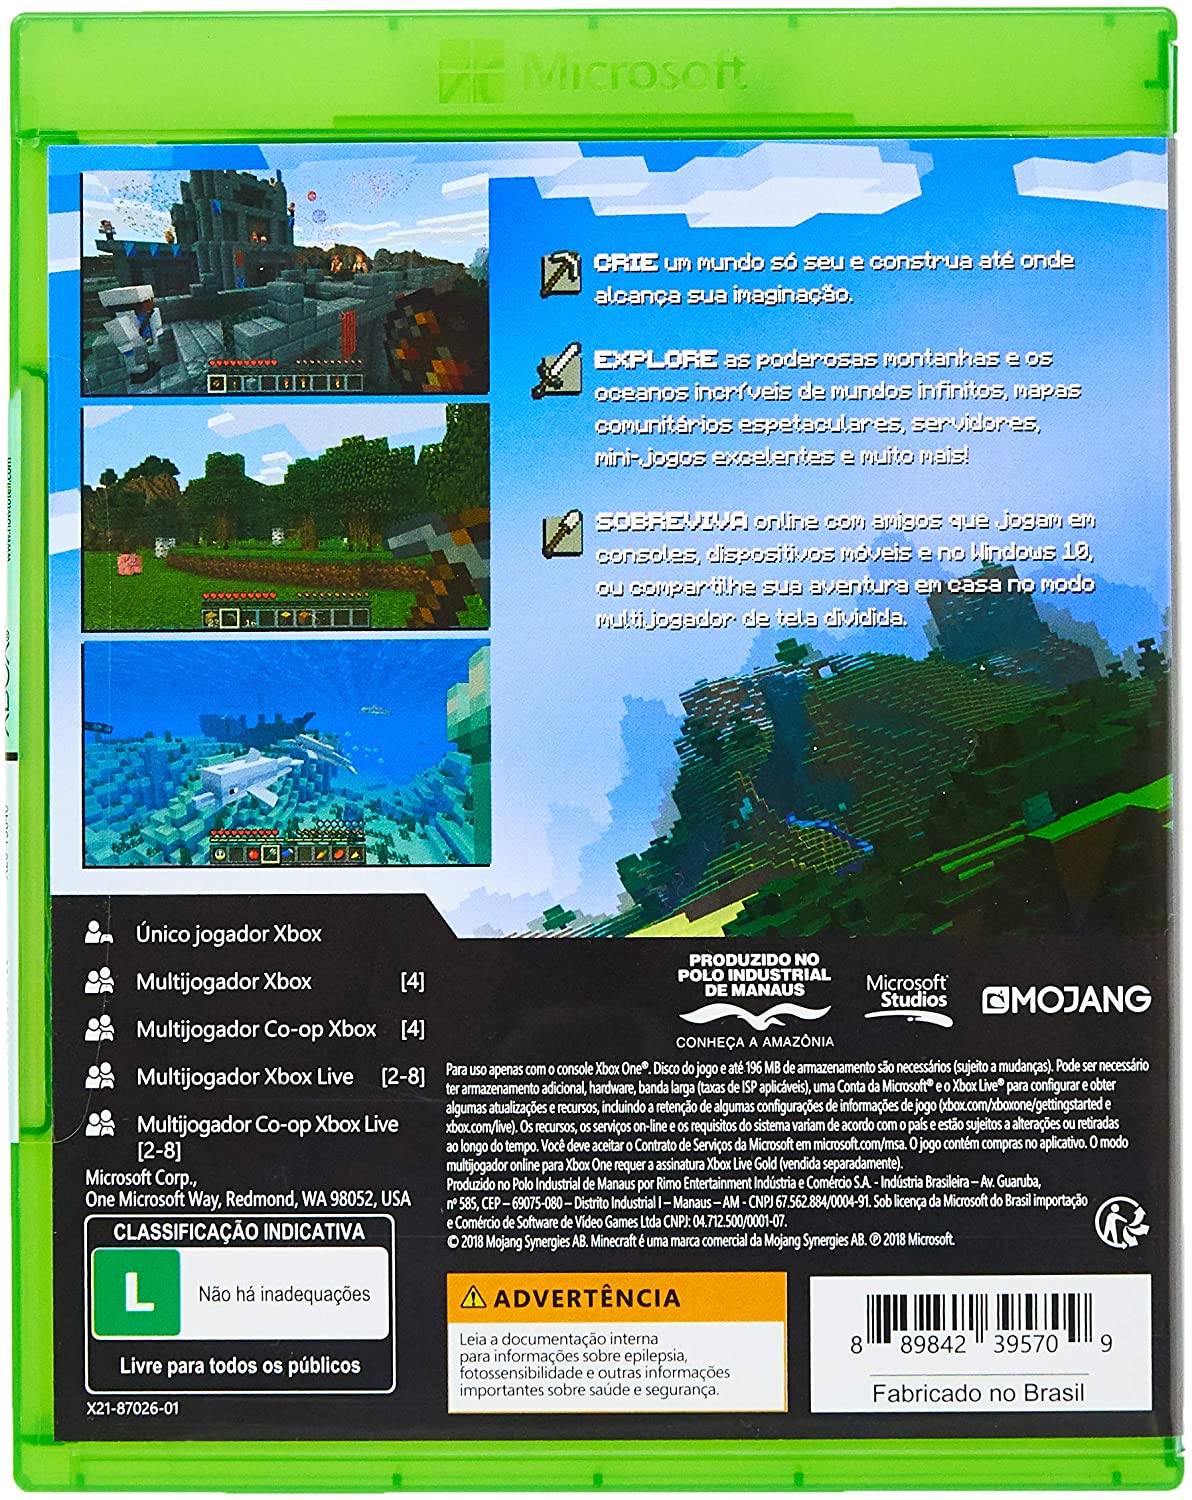 Microsoft
CRIE um mundo só seu e construa até onde
alcança sua imaginação.
EXPLORE as poderosas montanhas e os
oceanos incríveis de mundos infinitos, mapas
comunitários espetaculares, servidores,
mini-jogos excelentes e muito mais!
SOBREVIVA online com amigos que jogam em
consoles, dispositivos móveis e no Windows 10,
ou compartilhe sua aventura em casa no modo
multijogador de tela dividida.
Único jogador Xbox
Multijogador Xbox [4]
Multijogador Co-op Xbox [4]
Multijogador Xbox Live [2-8]
Multijogador Co-op Xbox Live
[2-8]
Microsoft Corp.,
One Microsoft Way, Redmond, WA 98052, USA
CLASSIFICAÇÃO INDICATIVA
L
Não há inadequações
Livre para todos os públicos
X21-87026-01
PRODUZIDO NO
POLO INDUSTRIAL
DE MANAUS
CONHEÇA A AMAZÔNIA
Microsoft
Studios
MOJANG
Para uso apenas com o console Xbox One®. Disco do jogo e até 196 MB de armazenamento são necessários (sujeito a mudanças). Pode ser necessário
ter armazenamento adicional, hardware, banda larga (taxas de ISP aplicáveis), uma Conta da Microsoft® e o Xbox Live® para configurar e obter
algumas atualizações e recursos, incluindo a retenção de algumas configurações de informações de jogo (xbox.com/xboxone/gettingstarted e
xbox.com/live). Os recursos, os serviços on-line e os requisitos do sistema variam de acordo com o país e estão sujeitos a alterações ou retiradas
ao longo do tempo. Você deve aceitar o Contrato de Serviços da Microsoft em microsoft.com/msa. O jogo contém compras no aplicativo. O modo
multijogador online para Xbox One requer a assinatura Xbox Live Gold (vendida separadamente).
Produzido no Polo Industrial de Manaus por Rimo Entertainment Indústria e Comércio S.A. - Indústria Brasileira – Av. Guaruba,
nº 585, CEP – 69075-080 – Distrito Industrial I – Manaus – AM - CNPJ 67.562.884/0004-91. Sob licença da Microsoft do Brasil importação
e Comércio de Software de Vídeo Games Ltda CNPJ: 04.712.500/0001-07.
© 2018 Mojang Synergies AB. Minecraft é uma marca comercial da Mojang Synergies AB. ℗ 2018 Microsoft.
ADVERTÊNCIA
Leia a documentação interna
para informações sobre epilepsia,
fotossensibilidade e outras informações
importantes sobre saúde e segurança.
8 89842 39570 9
Fabricado no Brasil